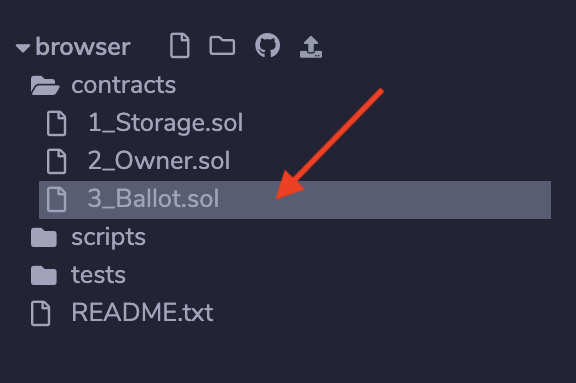 browser
contracts
1_Storage.sol
2_Owner.sol
3_Ballot.sol
scripts
tests
README.txt